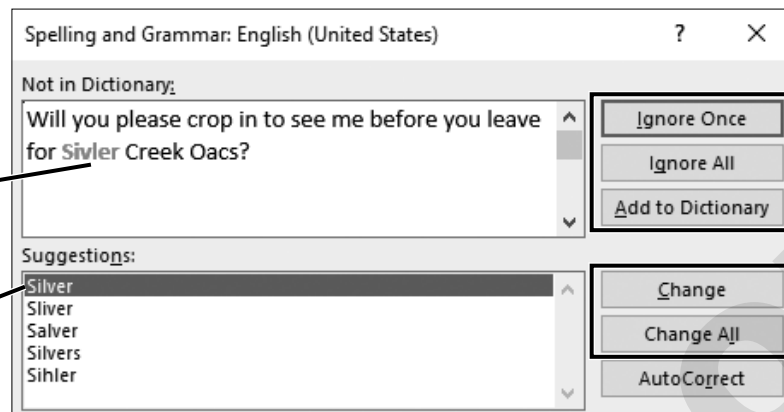 Spelling and Grammar: English (United States) ? ×
Not in Dictionary:
Will you please crop in to see me before you leave
for Sivler Creek Oacs?
Ignore Once
Ignore All
Add to Dictionary
Suggestions:
Silver
Sliver
Salver
Silvers
Sihler
Change
Change All
AutoCorrect